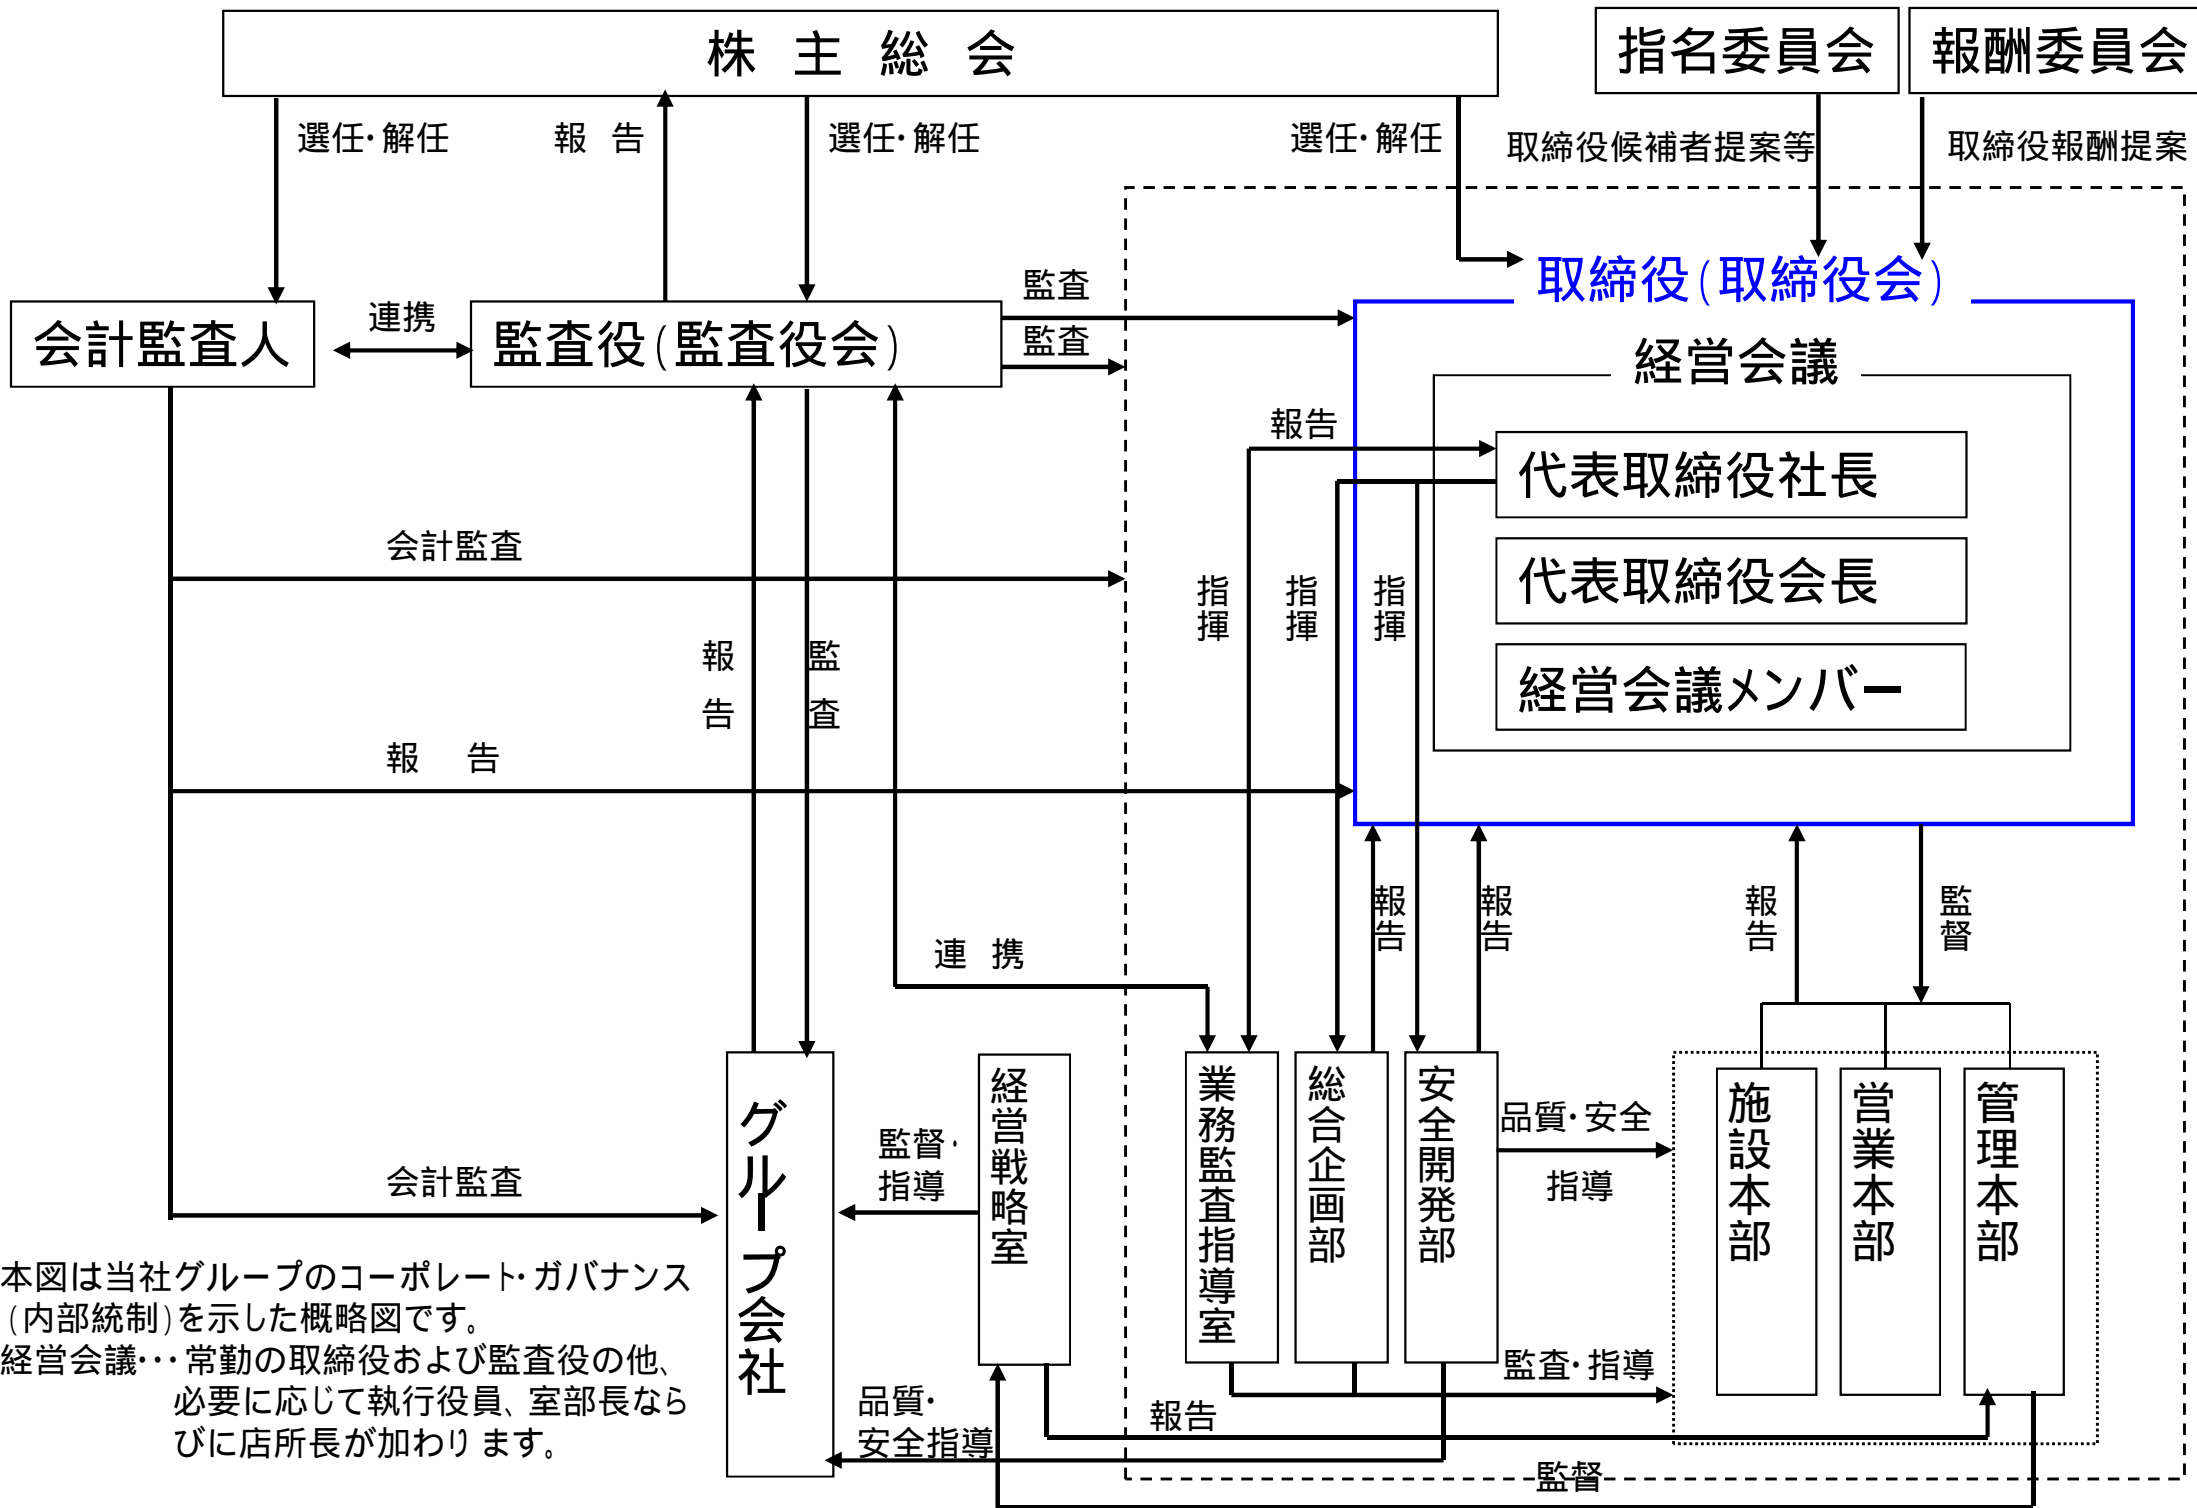 株 主 総 会
指名委員会
報酬委員会
選任・解任
報 告
選任・解任
選任・解任
取締役候補者提案等
取締役報酬提案
取締役(取締役会)
監査
会計監査人
連携
監査役(監査役会)
監査
経営会議
報告
代表取締役社長
会計監査
代表取締役会長
指揮
指揮
指揮
報告
監査
経営会議メンバー
報 告
報告
報告
報告
監督
連 携
グループ会社
経営戦略室
業務監査指導室
総合企画部
安全開発部
施設本部
営業本部
管理本部
品質・安全
指導
監督・
指導
会計監査
本図は当社グループのコーポレート・ガバナンス
(内部統制)を示した概略図です。
経営会議・・・常勤の取締役および監査役の他、
必要に応じて執行役員、室部長なら
びに店所長が加わります。
監査・指導
品質・
安全指導
報告
監督